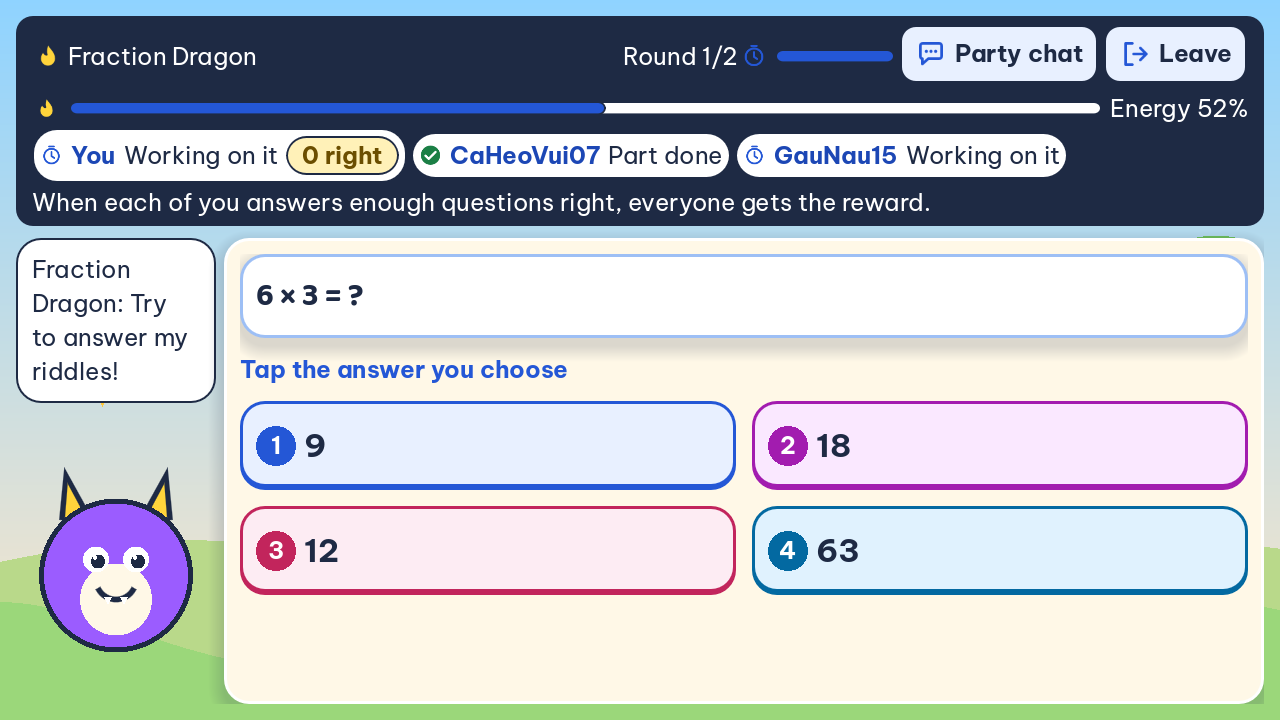 Fraction Dragon
Round 1/2
Party chat
Leave
Energy 52%
You Working on it 0 right
CaHeoVui07 Part done
GauNau15 Working on it
When each of you answers enough questions right, everyone gets the reward.
Fraction
Dragon: Try
to answer my
riddles!
6 × 3 = ?
Tap the answer you choose
1 9
2 18
3 12
4 63